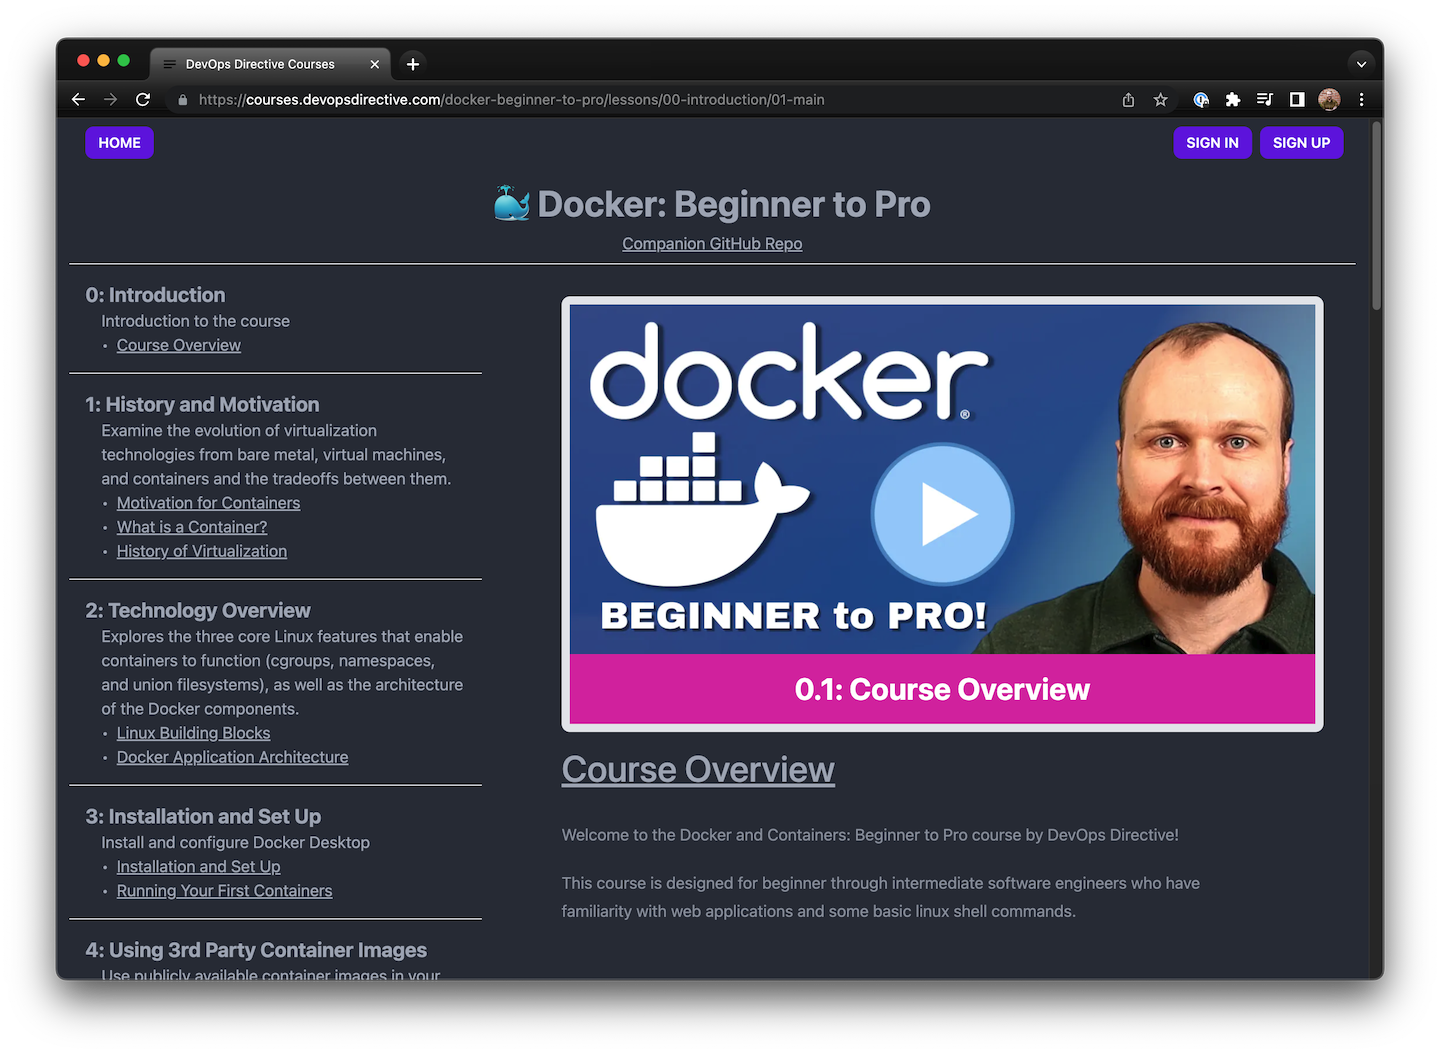 DevOps Directive Courses
https://courses.devopsdirective.com/docker-beginner-to-pro/lessons/00-introduction/01-main
HOME
SIGN IN
SIGN UP
Docker: Beginner to Pro
Companion GitHub Repo
0: Introduction
Introduction to the course
• Course Overview
1: History and Motivation
Examine the evolution of virtualization
technologies from bare metal, virtual machines,
and containers and the tradeoffs between them.
• Motivation for Containers
• What is a Container?
• History of Virtualization
2: Technology Overview
Explores the three core Linux features that enable
containers to function (cgroups, namespaces,
and union filesystems), as well as the architecture
of the Docker components.
• Linux Building Blocks
• Docker Application Architecture
3: Installation and Set Up
Install and configure Docker Desktop
• Installation and Set Up
• Running Your First Containers
4: Using 3rd Party Container Images
Use publicly available container images in your
docker®
BEGINNER to PRO!
0.1: Course Overview
Course Overview
Welcome to the Docker and Containers: Beginner to Pro course by DevOps Directive!
This course is designed for beginner through intermediate software engineers who have
familiarity with web applications and some basic linux shell commands.